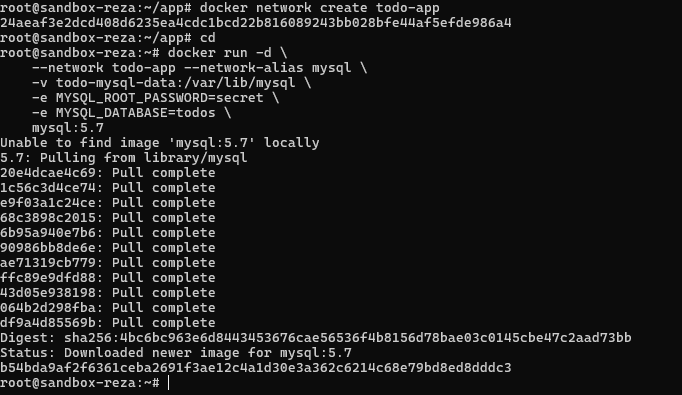 root@sandbox-reza:~/app# docker network create todo-app
24aeaf3e2dcd408d6235ea4cdc1bcd22b816089243bb028bfe44af5efde986a4
root@sandbox-reza:~/app# cd
root@sandbox-reza:~# docker run -d \
    --network todo-app --network-alias mysql \
    -v todo-mysql-data:/var/lib/mysql \
    -e MYSQL_ROOT_PASSWORD=secret \
    -e MYSQL_DATABASE=todos \
    mysql:5.7
Unable to find image 'mysql:5.7' locally
5.7: Pulling from library/mysql
20e4dcae4c69: Pull complete
1c56c3d4ce74: Pull complete
e9f03a1c24ce: Pull complete
68c3898c2015: Pull complete
6b95a940e7b6: Pull complete
90986bb8de6e: Pull complete
ae71319cb779: Pull complete
ffc89e9dfd88: Pull complete
43d05e938198: Pull complete
064b2d298fba: Pull complete
df9a4d85569b: Pull complete
Digest: sha256:4bc6bc963e6d8443453676cae56536f4b8156d78bae03c0145cbe47c2aad73bb
Status: Downloaded newer image for mysql:5.7
b54bda9af2f6361ceba2691f3ae12c4a1d30e3a362c6214c68e79bd8ed8dddc3
root@sandbox-reza:~#